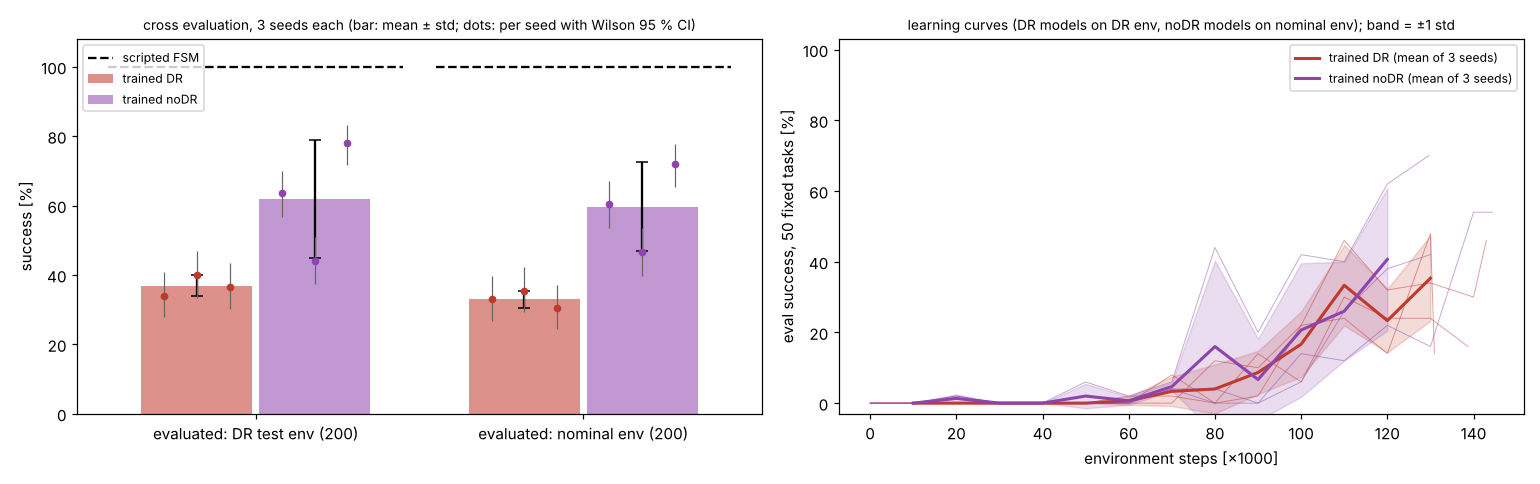 cross evaluation, 3 seeds each (bar: mean ± std; dots: per seed with Wilson 95 % CI)
success [%]
100
80
60
40
20
0
scripted FSM
trained DR
trained noDR
evaluated: DR test env (200)
evaluated: nominal env (200)
learning curves (DR models on DR env, noDR models on nominal env); band = ±1 std
eval success, 50 fixed tasks [%]
100
80
60
40
20
0
trained DR (mean of 3 seeds)
trained noDR (mean of 3 seeds)
0 20 40 60 80 100 120 140
environment steps [×1000]